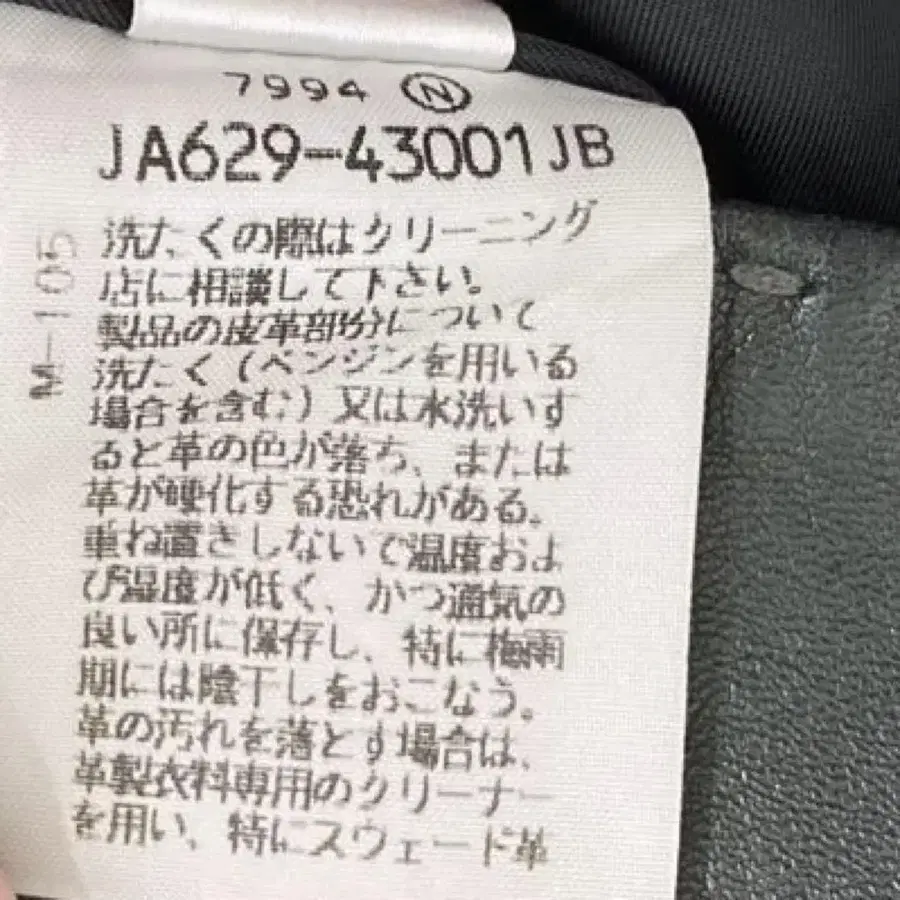 7994 Ⓝ
JA629-43001JB
M-105
洗たくの際はクリーニング
店に相談して下さい。
製品の皮革部分について
洗たく（ベンジンを用いる
場合を含む）又は水洗いす
ると革の色が落ち、または
革が硬化する恐れがある。
重ね置きしないで温度およ
び湿度が低く、かつ通気の
良い所に保存し、特に梅雨
期には陰干しをおこなう。
革の汚れを落とす場合は、
革製衣料専用のクリーナー
を用い、特にスウェード革